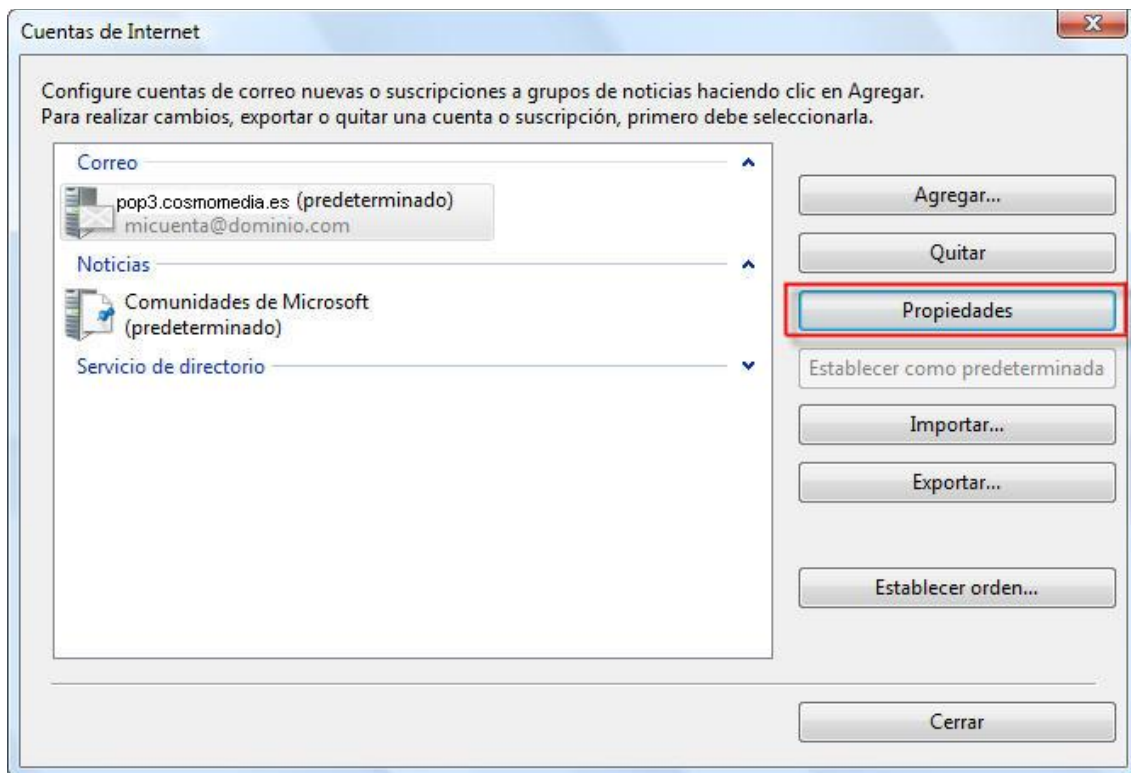 Cuentas de Internet
Configure cuentas de correo nuevas o suscripciones a grupos de noticias haciendo clic en Agregar.
Para realizar cambios, exportar o quitar una cuenta o suscripción, primero debe seleccionarla.
Correo
pop3.cosmomedia.es (predeterminado)
micuenta@dominio.com
Noticias
Comunidades de Microsoft
(predeterminado)
Servicio de directorio
Agregar...
Quitar
Propiedades
Establecer como predeterminada
Importar...
Exportar...
Establecer orden...
Cerrar